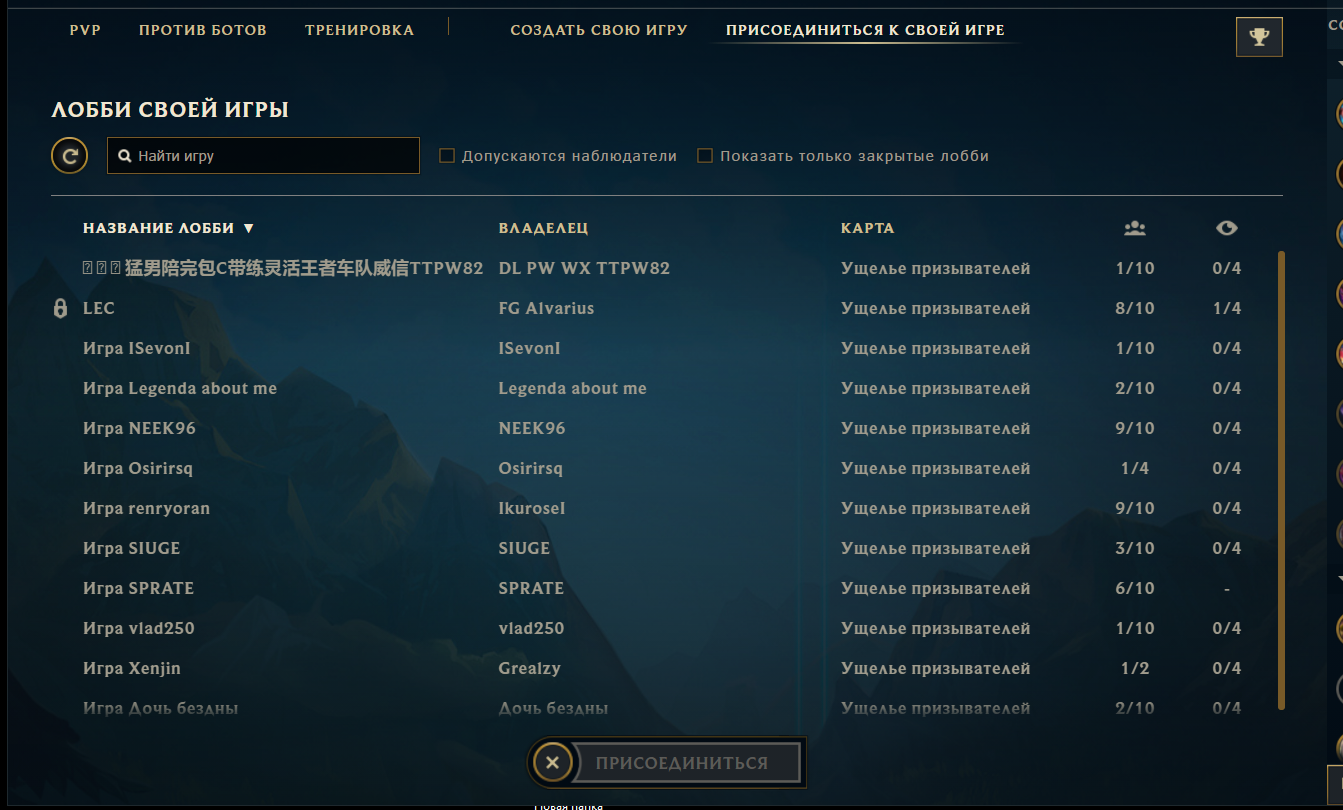 PVP ПРОТИВ БОТОВ ТРЕНИРОВКА СОЗДАТЬ СВОЮ ИГРУ ПРИСОЕДИНИТЬСЯ К СВОЕЙ ИГРЕ
ЛОББИ СВОЕЙ ИГРЫ
Найти игру Допускаются наблюдатели Показать только закрытые лобби
НАЗВАНИЕ ЛОББИ ▼ ВЛАДЕЛЕЦ КАРТА
猛男陪完包C带练灵活王者车队威信TTPW82 DL PW WX TTPW82 Ущелье призывателей 1/10 0/4
LEC FG Alvarius Ущелье призывателей 8/10 1/4
Игра ISevonI ISevonI Ущелье призывателей 1/10 0/4
Игра Legenda about me Legenda about me Ущелье призывателей 2/10 0/4
Игра NEEK96 NEEK96 Ущелье призывателей 9/10 0/4
Игра Osirirsq Osirirsq Ущелье призывателей 1/4 0/4
Игра renryoran IkuroseI Ущелье призывателей 9/10 0/4
Игра SIUGE SIUGE Ущелье призывателей 3/10 0/4
Игра SPRATE SPRATE Ущелье призывателей 6/10 -
Игра vlad250 vlad250 Ущелье призывателей 1/10 0/4
Игра Xenjin Grealzy Ущелье призывателей 1/2 0/4
Игра Дочь бездны Дочь бездны Ущелье призывателей 2/10 0/4
ПРИСОЕДИНИТЬСЯ